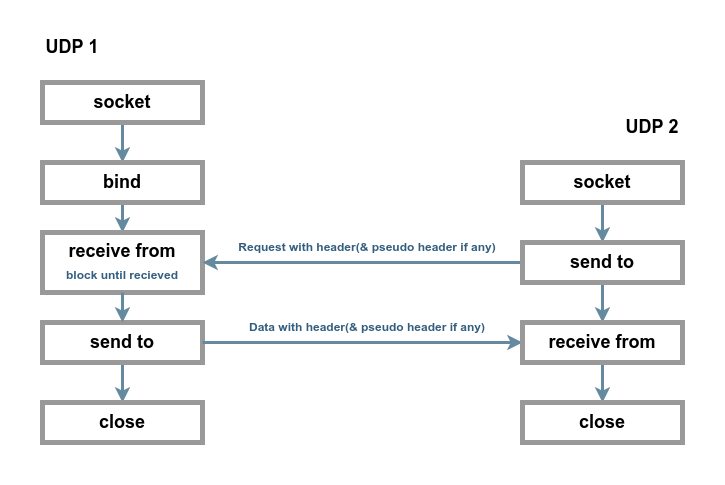 UDP 1
socket
bind
receive from
block until recieved
send to
close
Request with header(& pseudo header if any)
Data with header(& pseudo header if any)
UDP 2
socket
send to
receive from
close